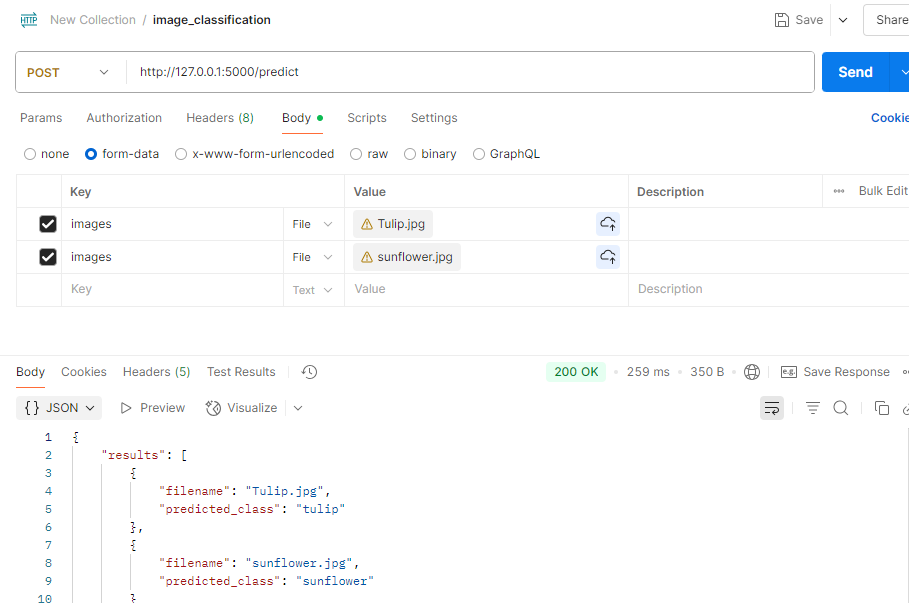 HTTP New Collection / image_classification Save Share
POST http://127.0.0.1:5000/predict Send
Params Authorization Headers (8) Body Scripts Settings Cookie
none form-data x-www-form-urlencoded raw binary GraphQL
Key Value Description ••• Bulk Edit
images File Tulip.jpg
images File sunflower.jpg
Key Text Value Description
Body Cookies Headers (5) Test Results 200 OK • 259 ms • 350 B • e.g. Save Response
{} JSON Preview Visualize
1 {
2 "results": [
3 {
4 "filename": "Tulip.jpg",
5 "predicted_class": "tulip"
6 },
7 {
8 "filename": "sunflower.jpg",
9 "predicted_class": "sunflower"
10 }